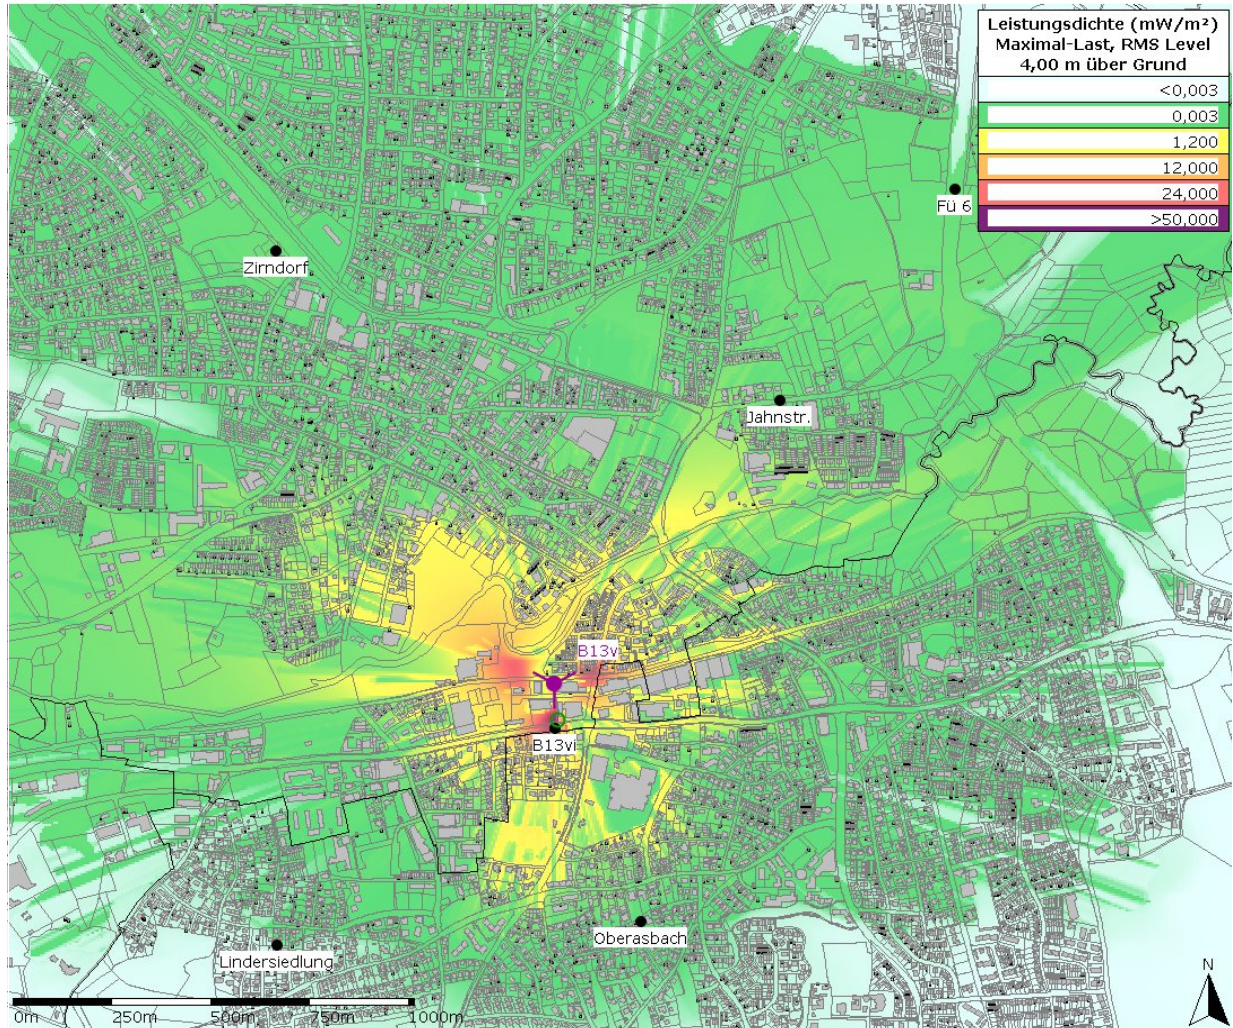 Leistungsdichte (mW/m²)
Maximal-Last, RMS Level
4,00 m über Grund
<0,003
0,003
1,200
12,000
24,000
>50,000
Fü 6
Zirndorf
Jahnstr.
B13v
B13vi
Oberasbach
Lindersiedlung
N
0m 250m 500m 750m 1000m